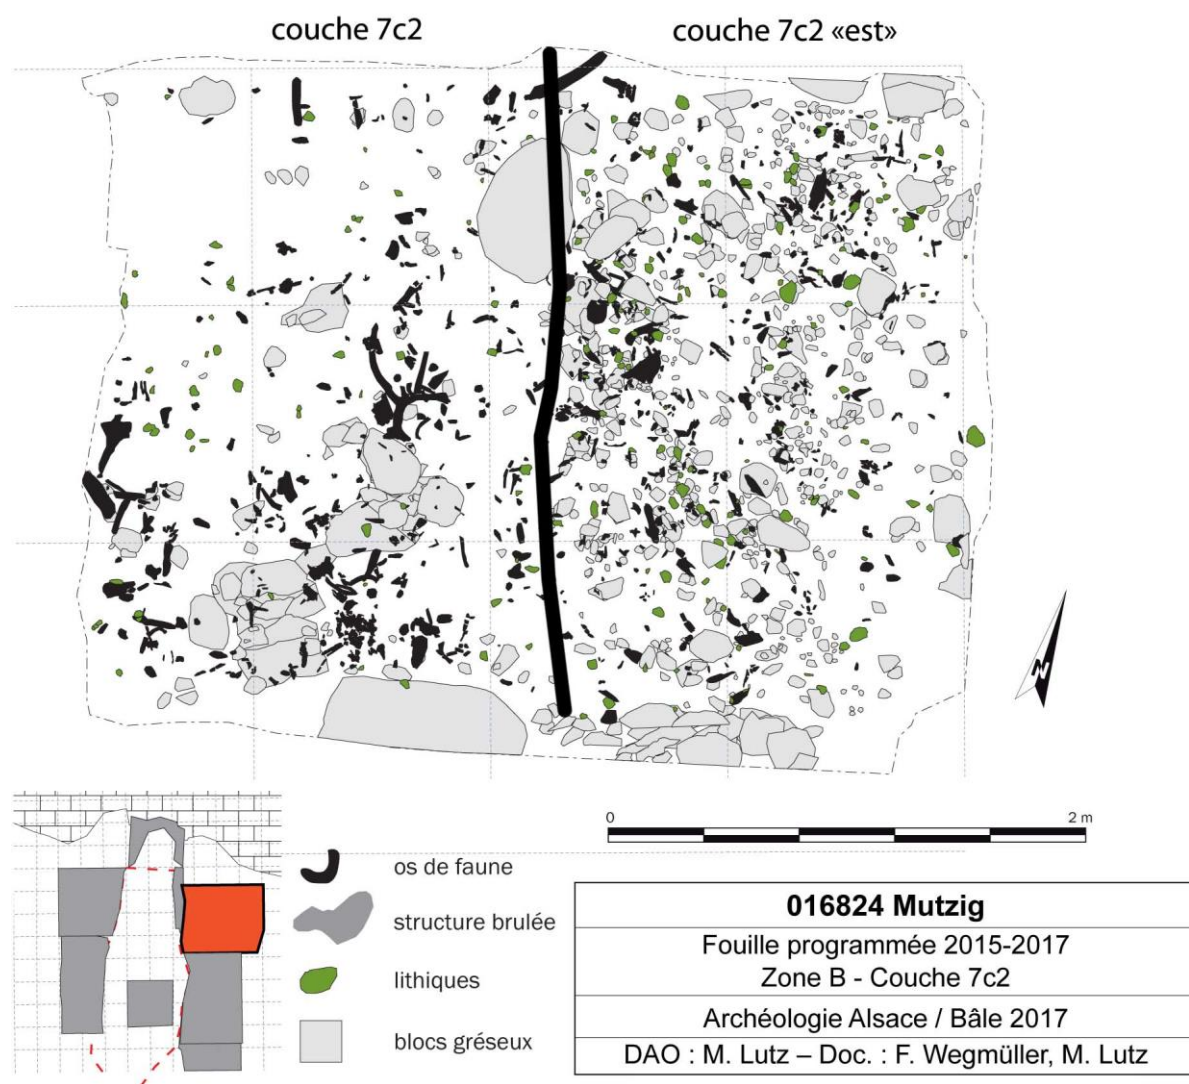 couche 7c2
couche 7c2 «est»
N
0
2 m
os de faune
structure brulée
lithiques
blocs gréseux
016824 Mutzig
Fouille programmée 2015-2017
Zone B - Couche 7c2
Archéologie Alsace / Bâle 2017
DAO : M. Lutz – Doc. : F. Wegmüller, M. Lutz